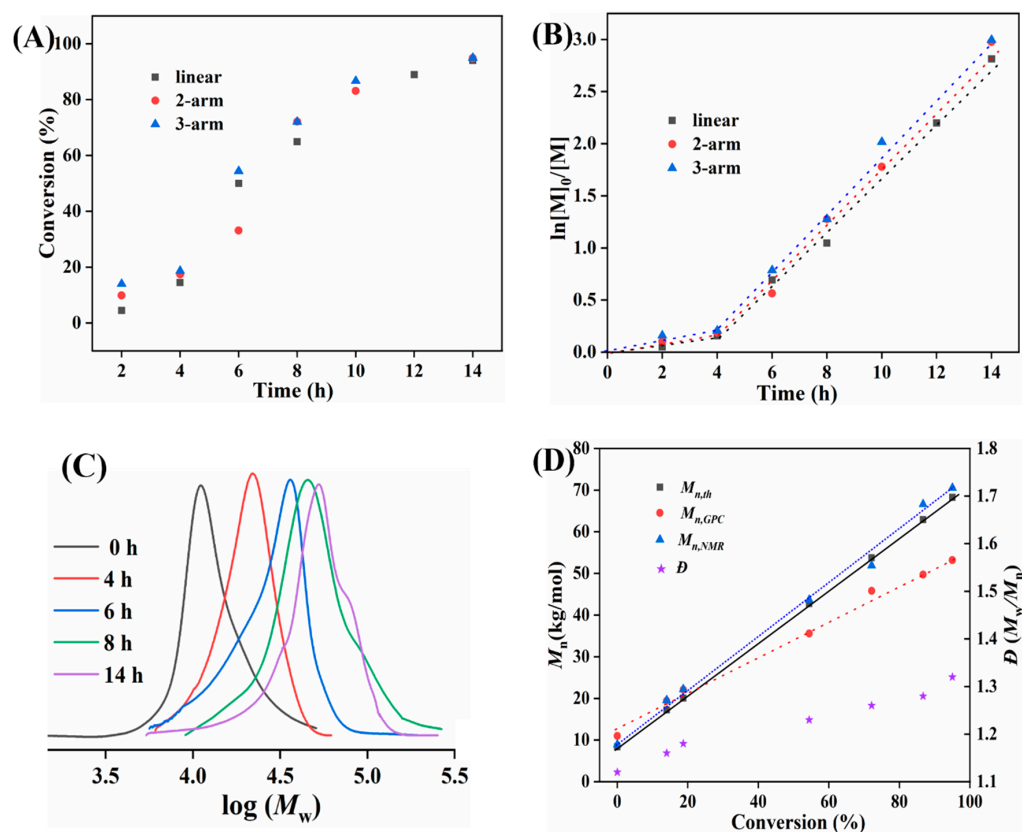 (A)
100
80
60
40
20
0
Conversion (%)
linear
2-arm
3-arm
2 4 6 8 10 12 14
Time (h)
(B)
3.0
2.5
2.0
1.5
1.0
0.5
0.0
ln[M]0/[M]
linear
2-arm
3-arm
0 2 4 6 8 10 12 14
Time (h)
(C)
0 h
4 h
6 h
8 h
14 h
3.5 4.0 4.5 5.0 5.5
log (Mw)
(D)
80
70
60
50
40
30
20
10
0
Mn(kg/mol)
Mn,th
Mn,GPC
Mn,NMR
Đ
1.8
1.7
1.6
1.5
1.4
1.3
1.2
1.1
Đ (Mw/Mn)
0 20 40 60 80 100
Conversion (%)